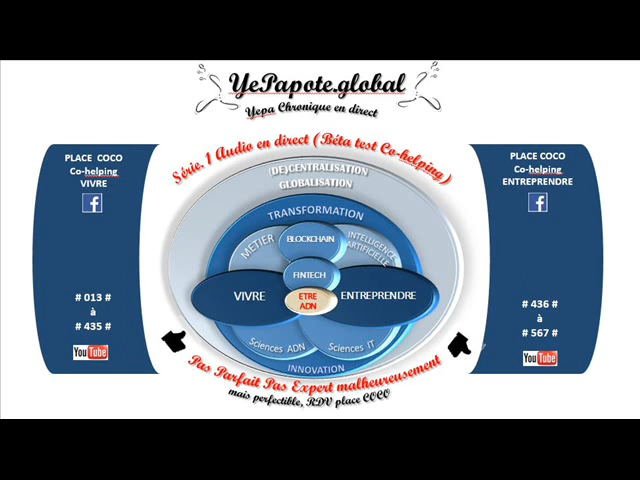 YePapote.global
Yepa Chronique en direct
Série, 1 Audio en direct (Béta test Co-helping)
PLACE COCO
Co-helping
VIVRE
# 013 #
à
# 435 #
YouTube
(DE)CENTRALISATION
GLOBALISATION
TRANSFORMATION
METIER
BLOCKCHAIN
INTELLIGENCE
ARTIFICIELLE
FINTECH
VIVRE
ETRE
ADN
ENTREPRENDRE
Sciences ADN
Sciences IT
INNOVATION
PLACE COCO
Co-helping
ENTREPRENDRE
# 436 #
à
# 567 #
YouTube
Pas Parfait Pas Expert malheureusement
mais perfectible, RDV place COCO